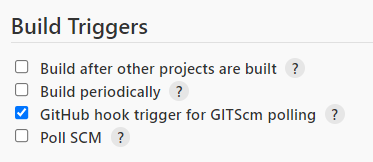 Build Triggers
Build after other projects are built ?
Build periodically ?
GitHub hook trigger for GITScm polling ?
Poll SCM ?